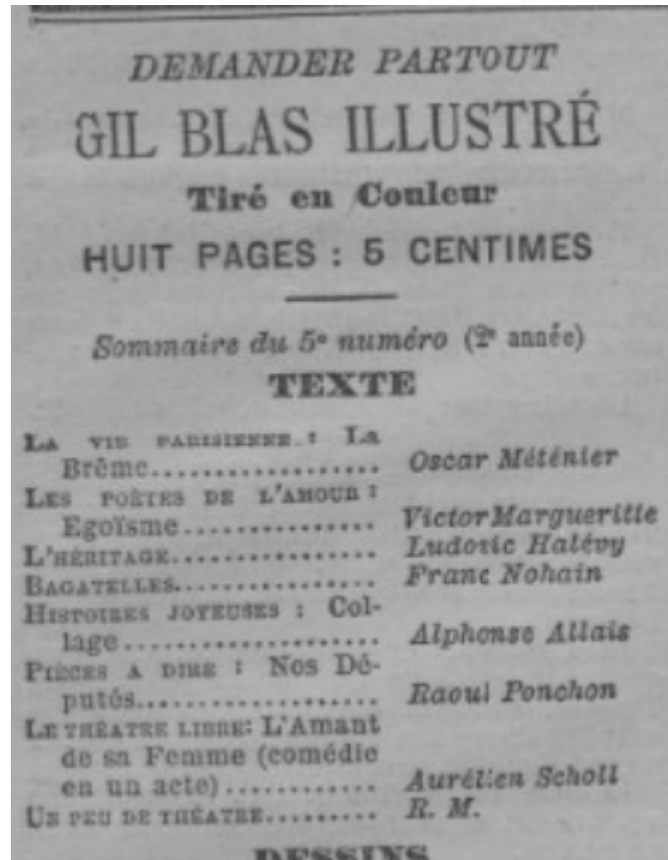 DEMANDER PARTOUT
GIL BLAS ILLUSTRÉ
Tiré en Couleur
HUIT PAGES : 5 CENTIMES
Sommaire du 5e numéro (2e année)
TEXTE
LA VIE PARISIENNE : La
Brême.................. Oscar Méténier
LES POÈTES DE L'AMOUR :
Egoïsme............... Victor Margueritte
L'HÉRITAGE................ Ludovic Halévy
BAGATELLES............... Franc Nohain
HISTOIRES JOYEUSES : Col-
lage.................... Alphonse Allais
PIÈCES A DIRE : Nos Dé-
putés................... Raoul Ponchon
LE THÉATRE LIBRE: L'Amant
de sa Femme (comédie
en un acte)............ Aurélien Scholl
UN PEU DE THÉATRE......... R. M.
DESSINS